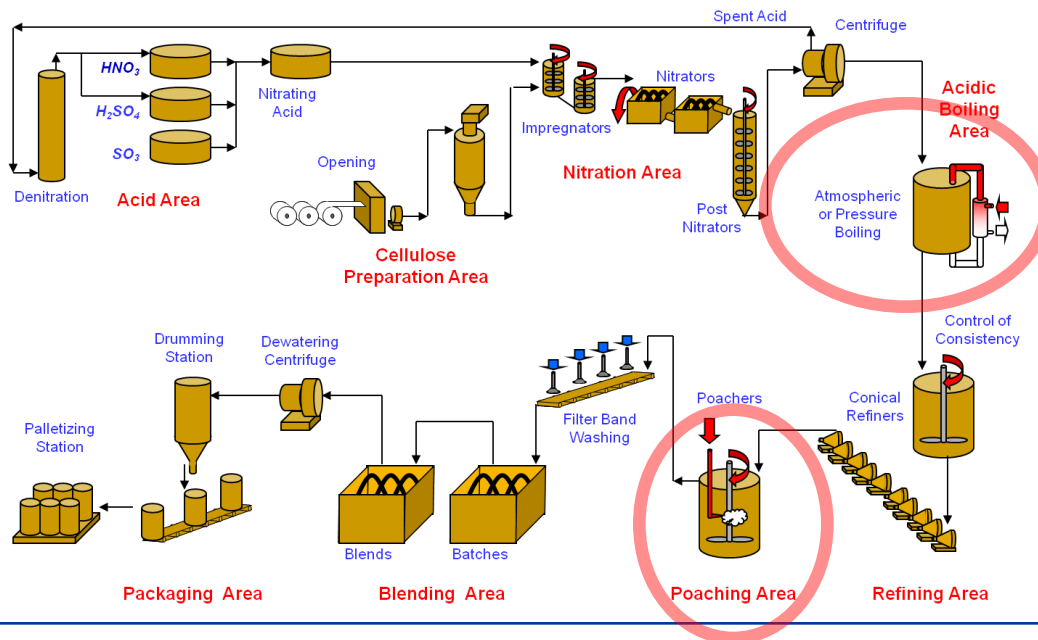 Spent Acid
Centrifuge
HNO3
H2SO4
SO3
Nitrating
Acid
Denitration
Acid Area
Opening
Cellulose
Preparation Area
Impregnators
Nitrators
Nitration Area
Post
Nitrators
Acidic
Boiling
Area
Atmospheric
or Pressure
Boiling
Control of
Consistency
Conical
Refiners
Refining Area
Poachers
Poaching Area
Filter Band
Washing
Batches
Blends
Blending Area
Dewatering
Centrifuge
Drumming
Station
Palletizing
Station
Packaging Area